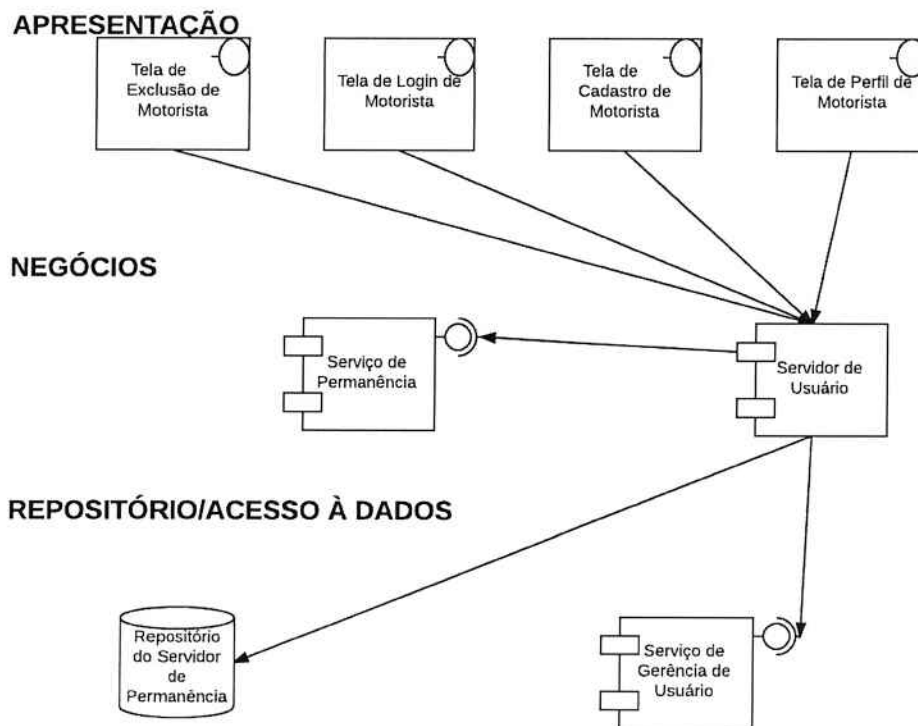 APRESENTAÇÃO
Tela de
Exclusão de
Motorista
Tela de Login de
Motorista
Tela de
Cadastro de
Motorista
Tela de Perfil de
Motorista
NEGÓCIOS
Serviço de
Permanência
Servidor de
Usuário
REPOSITÓRIO/ACESSO À DADOS
Repositório
do Servidor
de
Permanência
Serviço de
Gerência de
Usuário